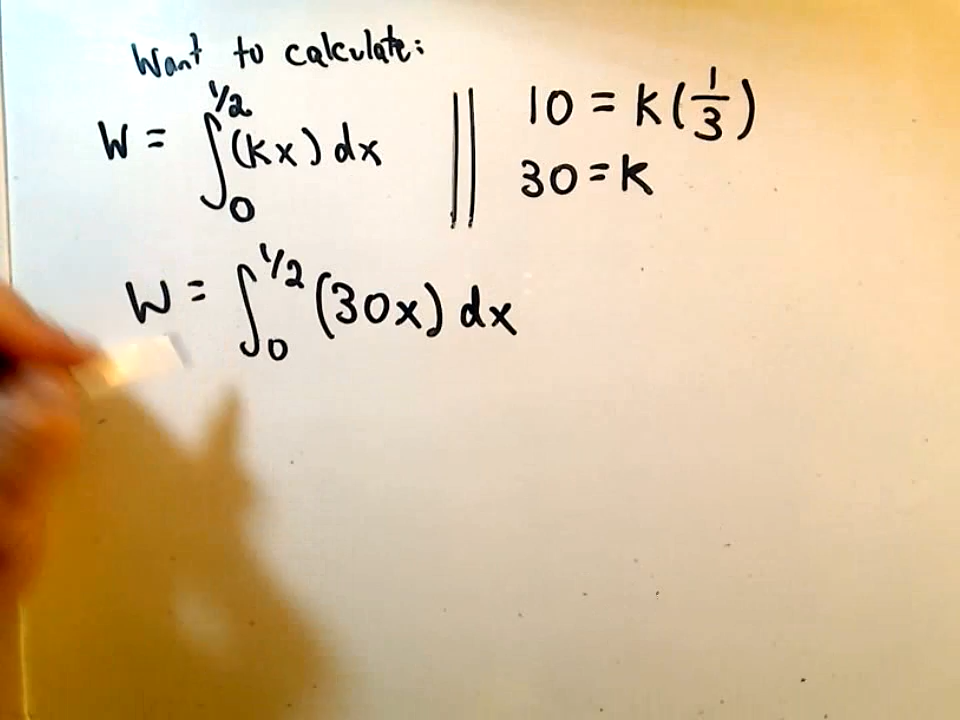 Want to calculate:
W = ∫₀^{1/2} (kx) dx
10 = k(1/3)
30 = k
W = ∫₀^{1/2} (30x) dx